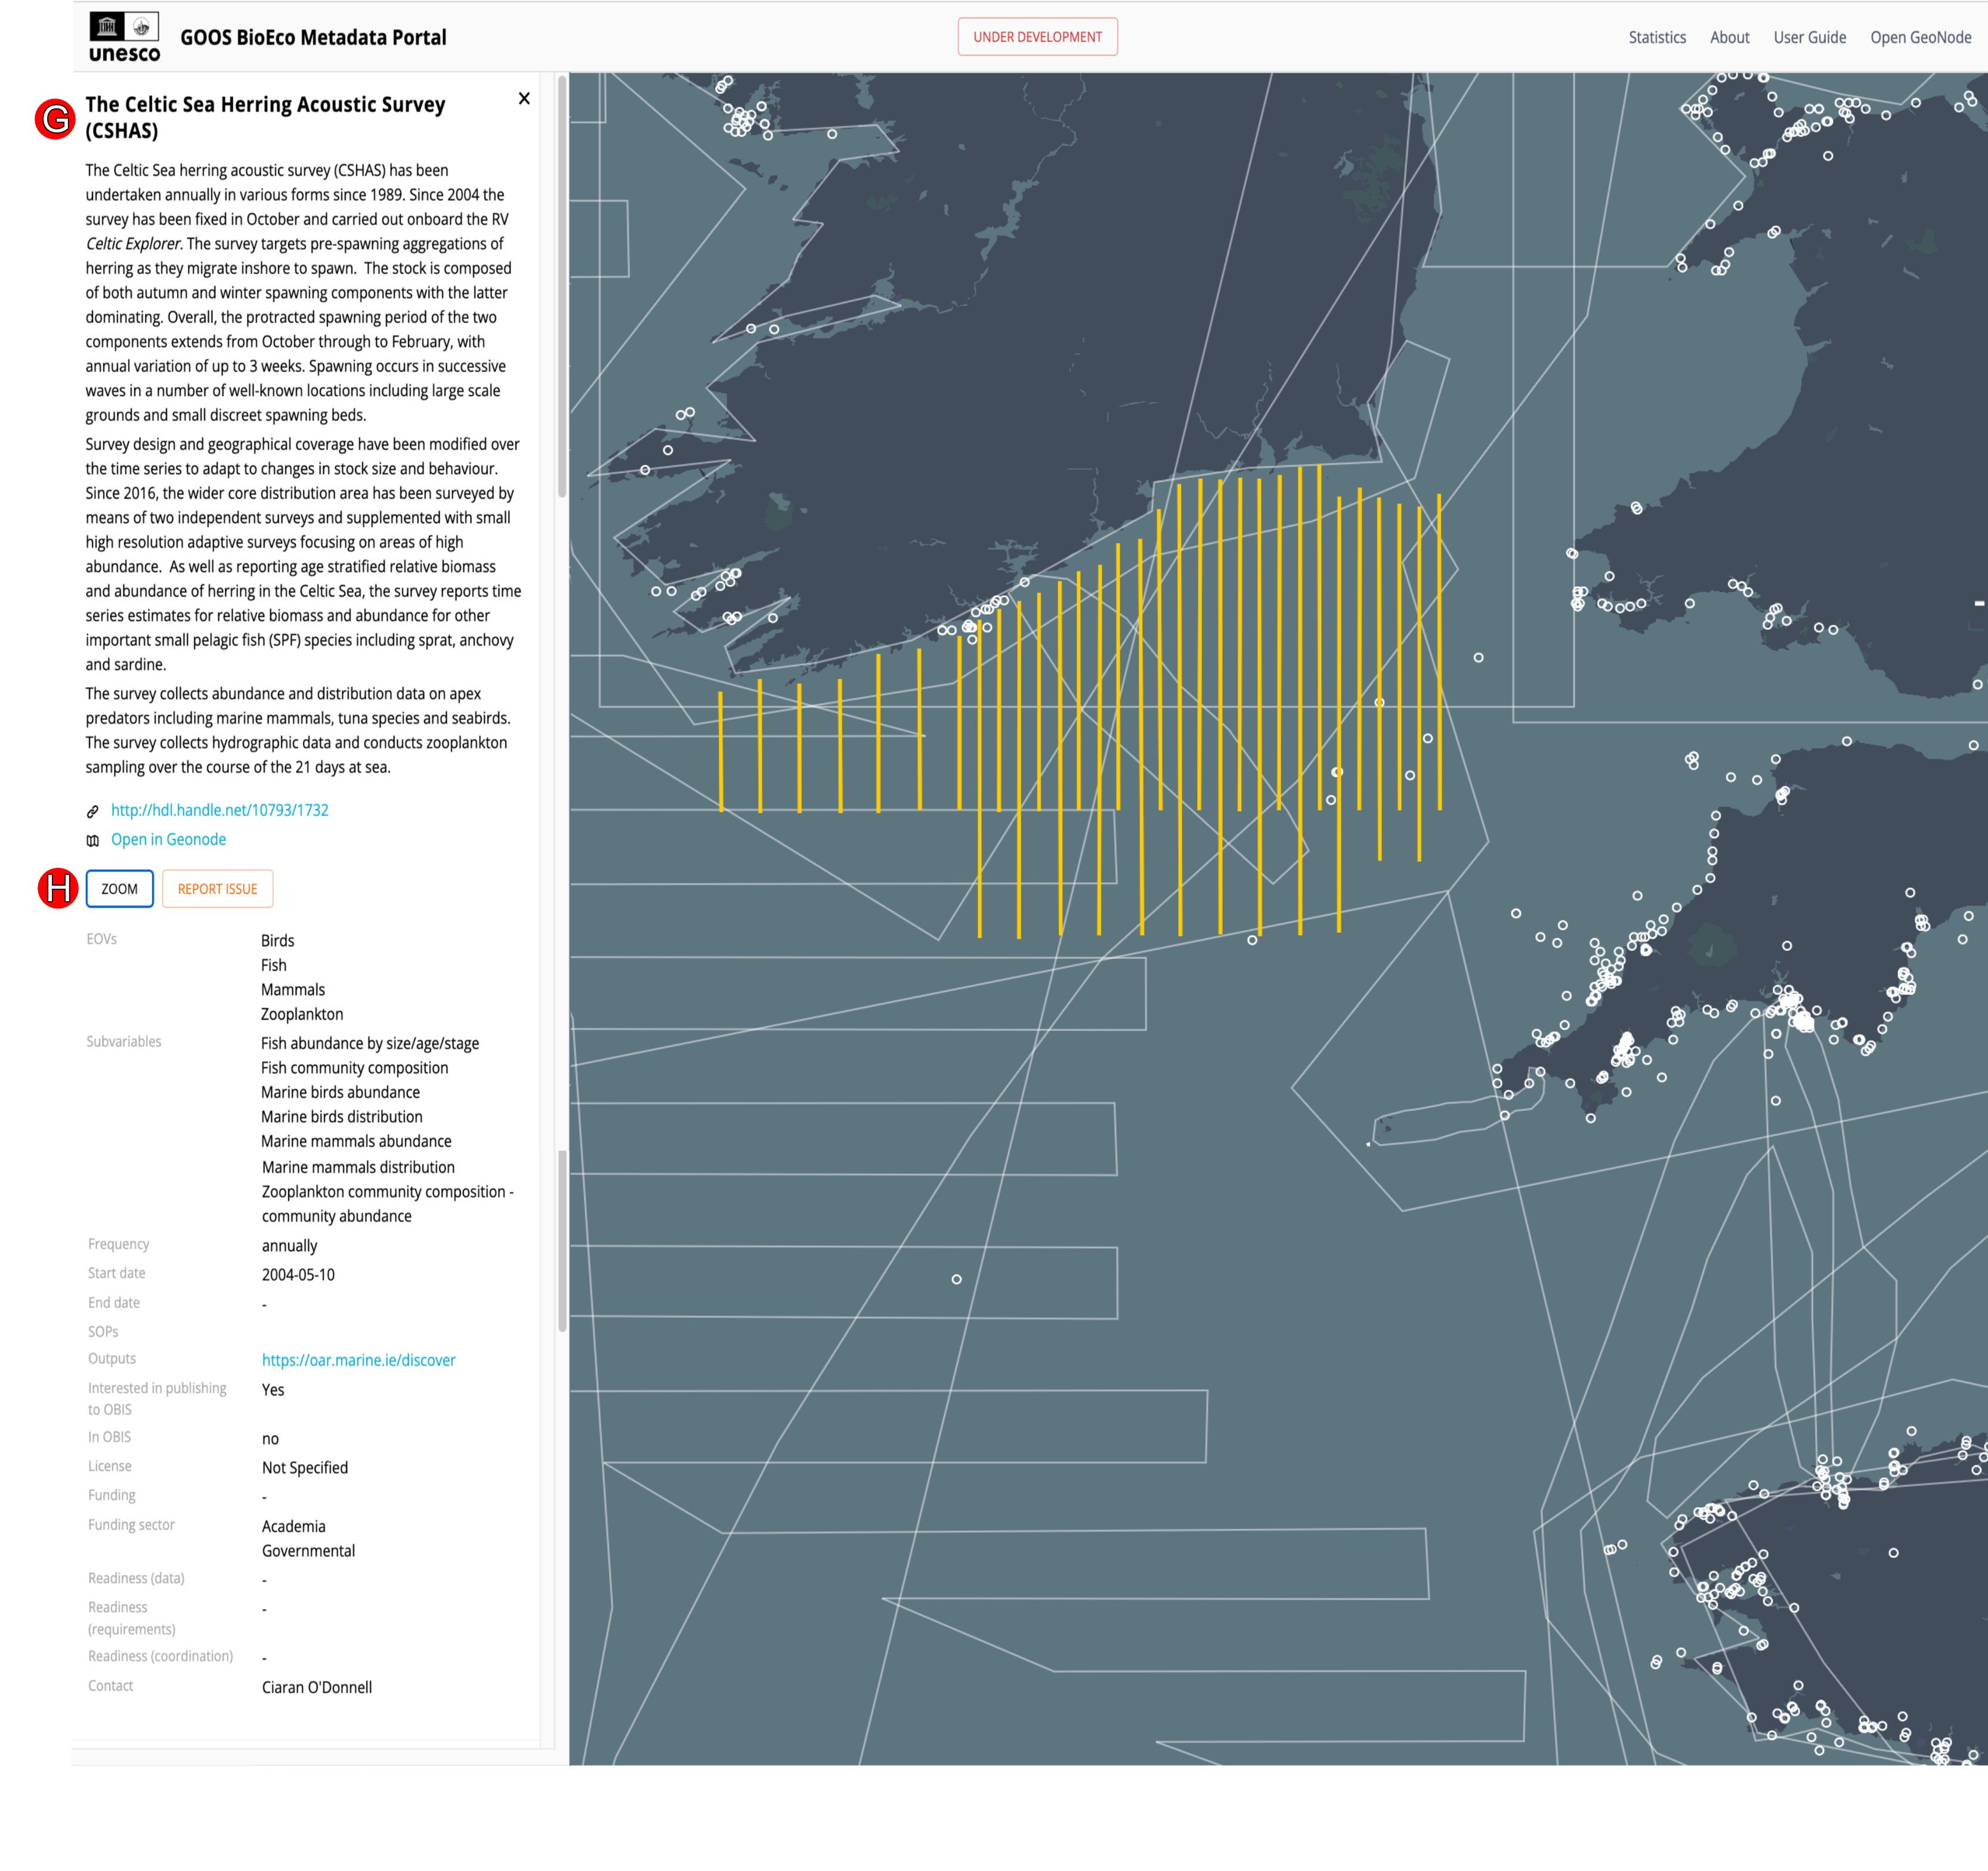 unesco
GOOS BioEco Metadata Portal
UNDER DEVELOPMENT
Statistics About User Guide Open GeoNode
G
The Celtic Sea Herring Acoustic Survey
(CSHAS)
The Celtic Sea herring acoustic survey (CSHAS) has been
undertaken annually in various forms since 1989. Since 2004 the
survey has been fixed in October and carried out onboard the RV
Celtic Explorer. The survey targets pre-spawning aggregations of
herring as they migrate inshore to spawn. The stock is composed
of both autumn and winter spawning components with the latter
dominating. Overall, the protracted spawning period of the two
components extends from October through to February, with
annual variation of up to 3 weeks. Spawning occurs in successive
waves in a number of well-known locations including large scale
grounds and small discreet spawning beds.
Survey design and geographical coverage have been modified over
the time series to adapt to changes in stock size and behaviour.
Since 2016, the wider core distribution area has been surveyed by
means of two independent surveys and supplemented with small
high resolution adaptive surveys focusing on areas of high
abundance. As well as reporting age stratified relative biomass
and abundance of herring in the Celtic Sea, the survey reports time
series estimates for relative biomass and abundance for other
important small pelagic fish (SPF) species including sprat, anchovy
and sardine.
The survey collects abundance and distribution data on apex
predators including marine mammals, tuna species and seabirds.
The survey collects hydrographic data and conducts zooplankton
sampling over the course of the 21 days at sea.
http://hdl.handle.net/10793/1732
Open in Geonode
H
ZOOM REPORT ISSUE
EOVs Birds
Fish
Mammals
Zooplankton
Subvariables Fish abundance by size/age/stage
Fish community composition
Marine birds abundance
Marine birds distribution
Marine mammals abundance
Marine mammals distribution
Zooplankton community composition -
community abundance
Frequency annually
Start date 2004-05-10
End date -
SOPs
Outputs https://oar.marine.ie/discover
Interested in publishing Yes
to OBIS
In OBIS no
License Not Specified
Funding -
Funding sector Academia
Governmental
Readiness (data) -
Readiness -
(requirements)
Readiness (coordination) -
Contact Ciaran O'Donnell